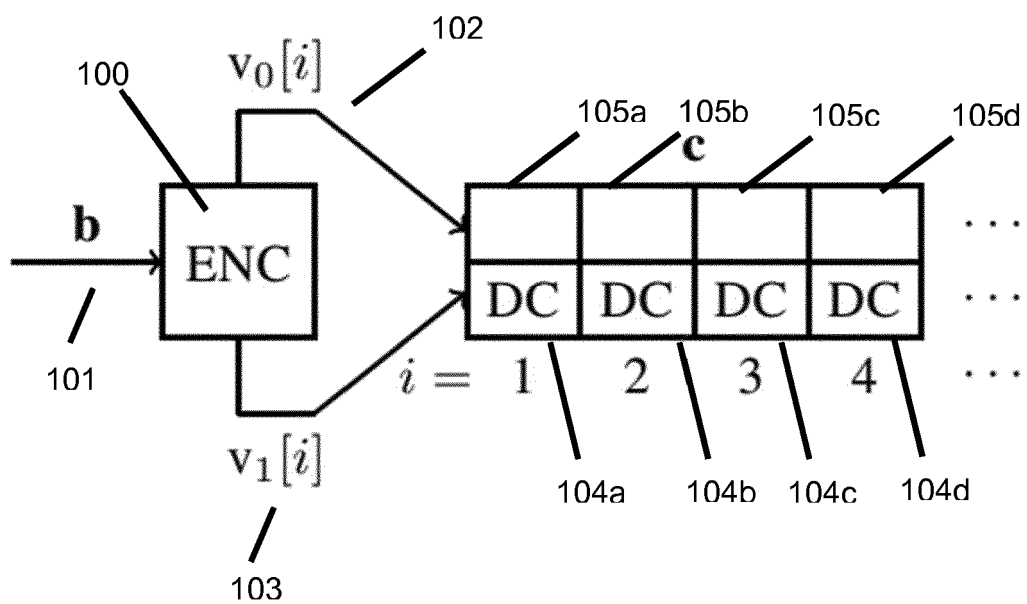 102
v₀[i]
100
105a 105b 105c 105d
c
b
ENC
· · ·
DC DC DC DC · · ·
101
i = 1 2 3 4 · · ·
v₁[i]
104a 104b 104c 104d
103